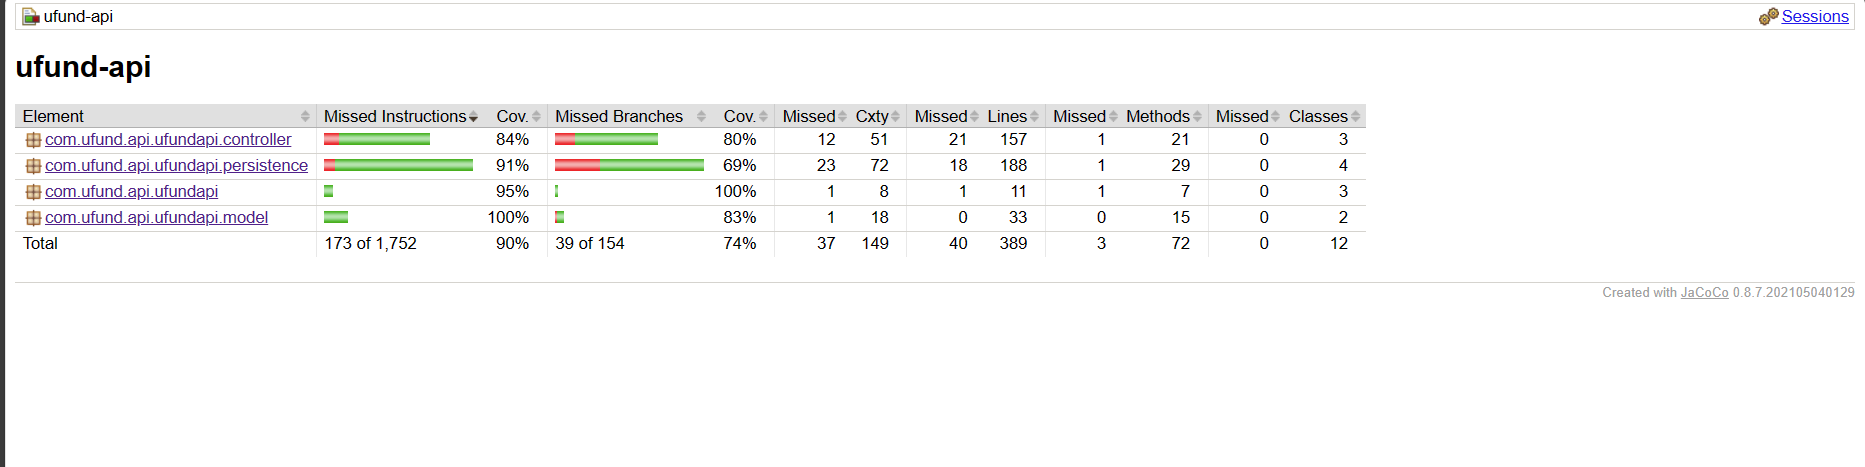 ufund-api Sessions
ufund-api
Element Missed Instructions Cov. Missed Branches Cov. Missed Cxty Missed Lines Missed Methods Missed Classes
com.ufund.api.ufundapi.controller 84% 80% 12 51 21 157 1 21 0 3
com.ufund.api.ufundapi.persistence 91% 69% 23 72 18 188 1 29 0 4
com.ufund.api.ufundapi 95% 100% 1 8 1 11 1 7 0 3
com.ufund.api.ufundapi.model 100% 83% 1 18 0 33 0 15 0 2
Total 173 of 1,752 90% 39 of 154 74% 37 149 40 389 3 72 0 12
Created with JaCoCo 0.8.7.202105040129